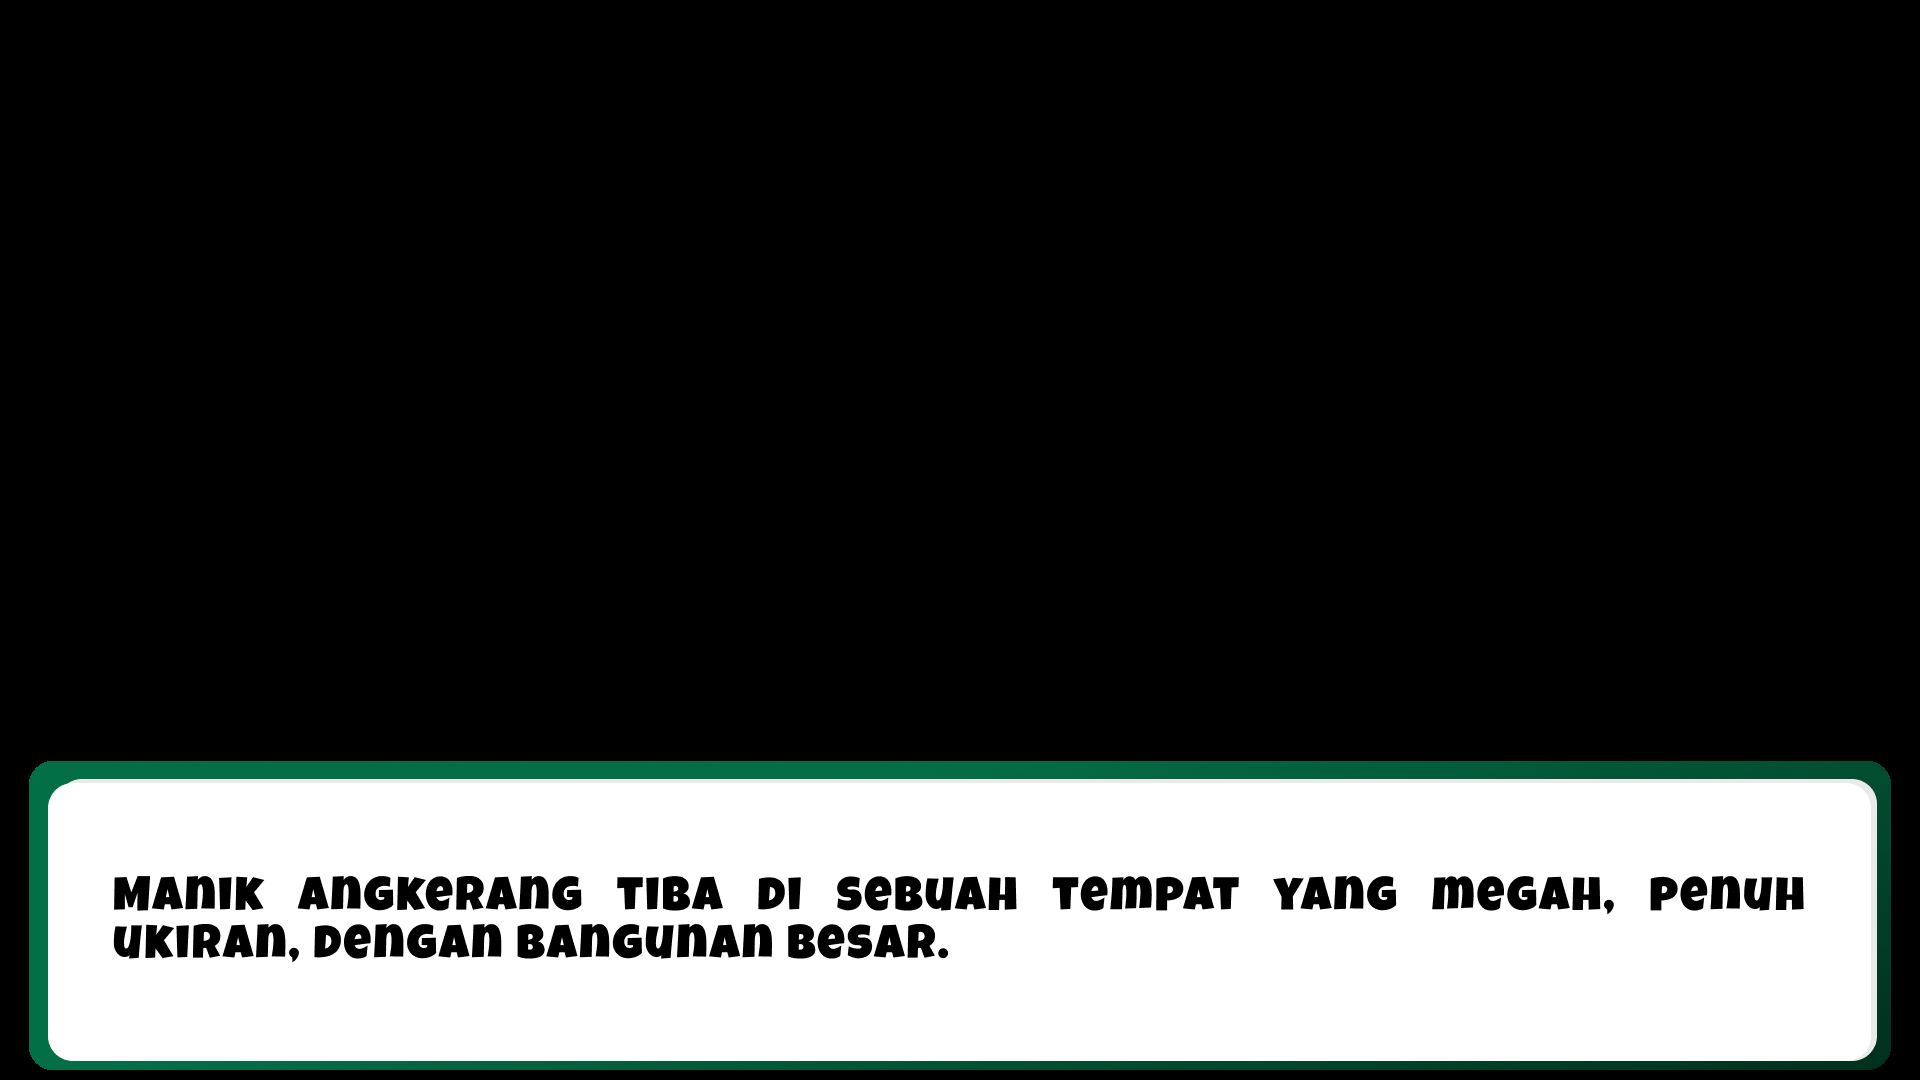 Manik Angkerang tiba di sebuah tempat yang megah, penuh
ukiran, dengan bangunan besar.